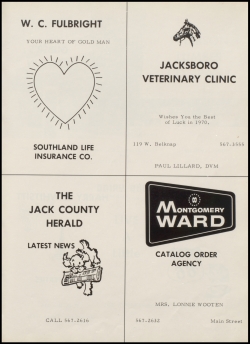 W. C. FULBRIGHT
YOUR HEART OF GOLD MAN
SOUTHLAND LIFE
INSURANCE CO.
JACKSBORO
VETERINARY CLINIC
Wishes You the Best
of Luck in 1970.
119 W. Belknap 567-5555
PAUL LILLARD, DVM
THE
JACK COUNTY
HERALD
LATEST NEWS
CALL 567-2616
MONTGOMERY
WARD
CATALOG ORDER
AGENCY
MRS. LONNIE WOOTEN
567-2652 Main Street